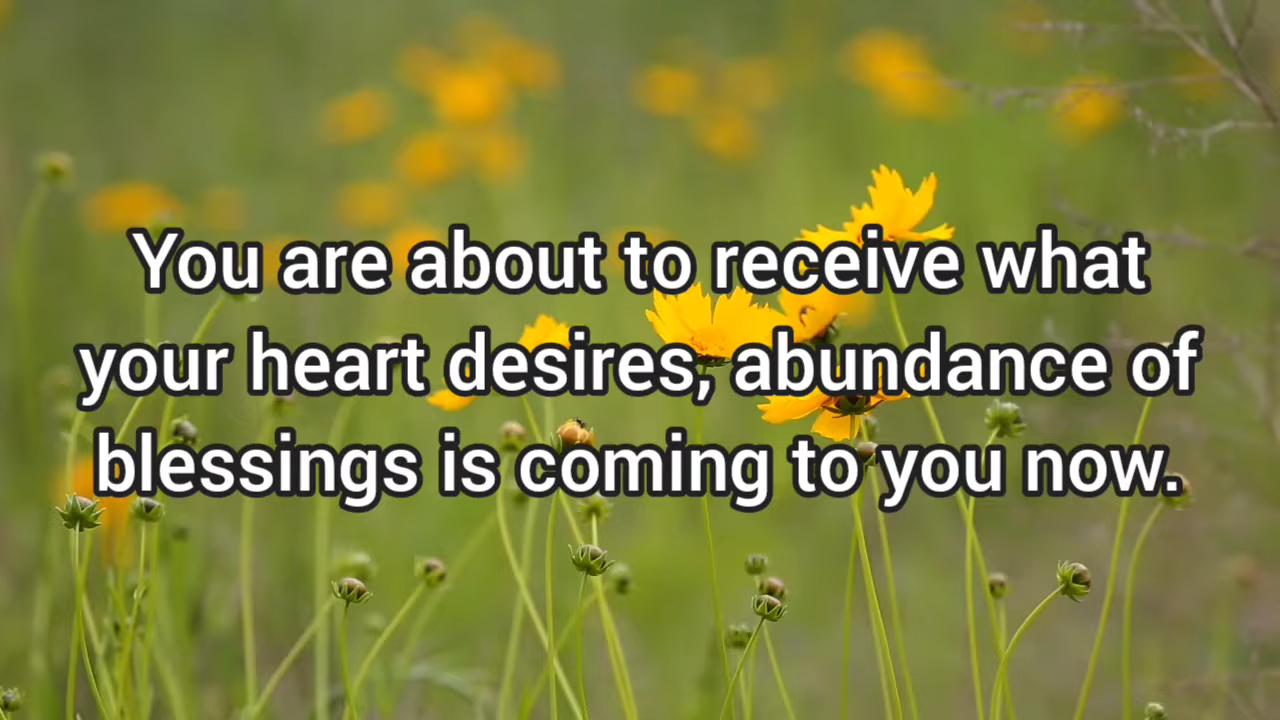 You are about to receive what
your heart desires, abundance of
blessings is coming to you now.